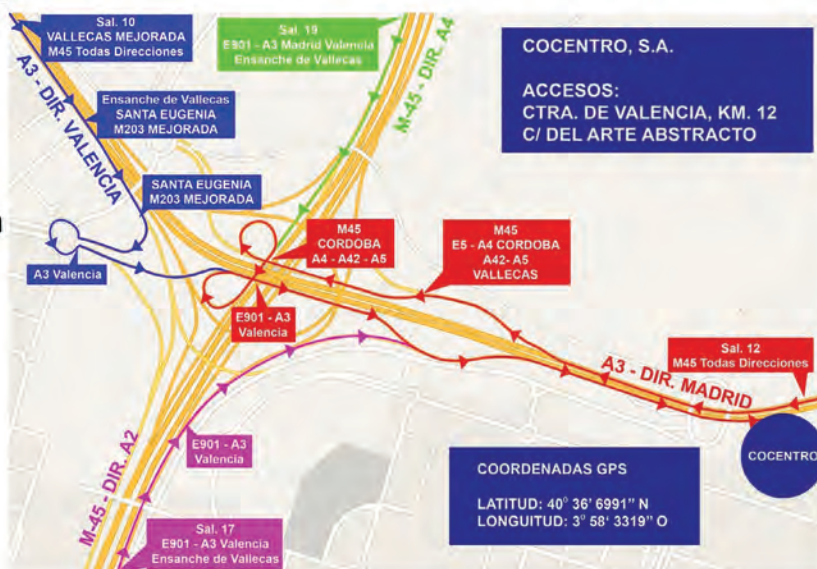 Sal. 10
VALLECAS MEJORADA
M45 Todas Direcciones
Sal. 19
E901 - A3 Madrid Valencia
Ensanche de Vallecas
COCENTRO, S.A.
ACCESOS:
CTRA. DE VALENCIA, KM. 12
C/ DEL ARTE ABSTRACTO
A3 - DIR. VALENCIA
M-45 - DIR. A4
Ensanche de Vallecas
SANTA EUGENIA
M203 MEJORADA
SANTA EUGENIA
M203 MEJORADA
A3 Valencia
M45
CORDOBA
A4 - A42 - A5
M45
E5 - A4 CORDOBA
A42- A5
VALLECAS
E901 - A3
Valencia
Sal. 12
M45 Todas Direcciones
A3 - DIR. MADRID
COCENTRO
E901 - A3
Valencia
M-45 - DIR. A2
COORDENADAS GPS
LATITUD: 40° 36' 6991” N
LONGUITUD: 3° 58‘ 3319” O
Sal. 17
E901 - A3 Valencia
Ensanche de Vallecas